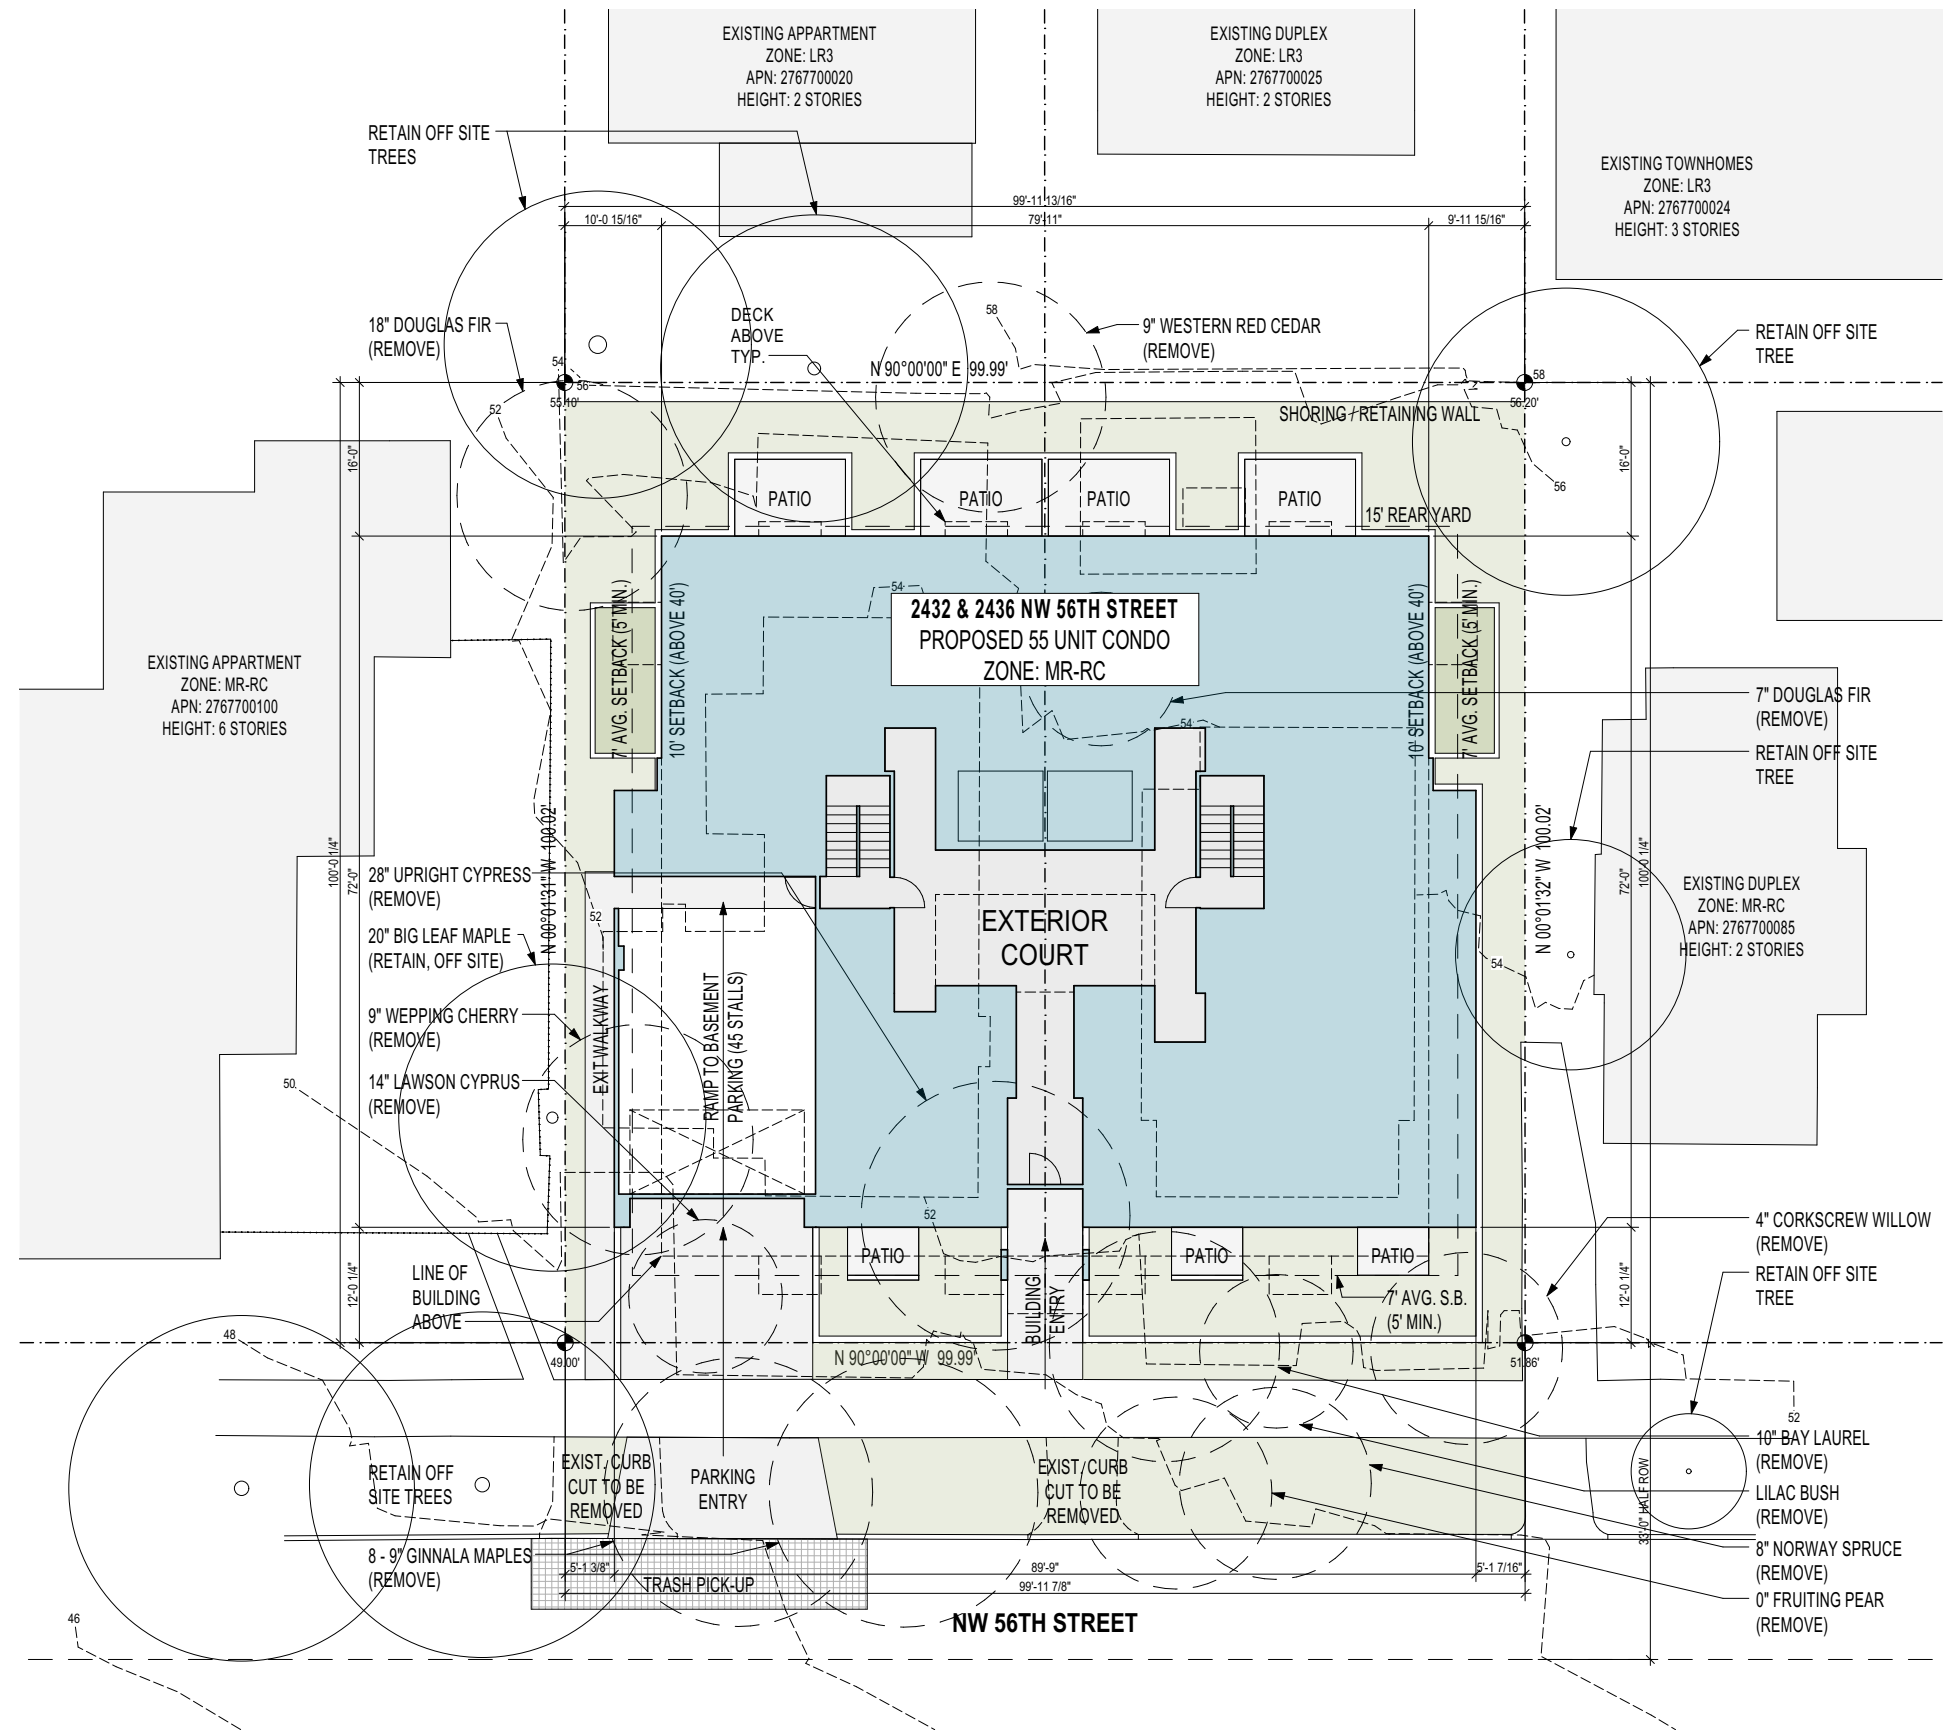 EXISTING APPARTMENT
ZONE: LR3
APN: 2767700020
HEIGHT: 2 STORIES
EXISTING DUPLEX
ZONE: LR3
APN: 2767700025
HEIGHT: 2 STORIES
EXISTING TOWNHOMES
ZONE: LR3
APN: 2767700024
HEIGHT: 3 STORIES
RETAIN OFF SITE
TREES
99'-11 13/16"
10'-0 15/16"
79'-11"
9'-11 15/16"
18" DOUGLAS FIR
(REMOVE)
DECK
ABOVE
TYP.
58
9" WESTERN RED CEDAR
(REMOVE)
RETAIN OFF SITE
TREE
N 90°00'00" E  99.99'
54
56
55.10'
52
58
56.20'
SHORING / RETAINING WALL
16'-0"
16'-0"
56
PATIO
PATIO
PATIO
PATIO
15' REAR YARD
7' AVG. SETBACK (5' MIN.)
10' SETBACK (ABOVE 40')
10' SETBACK (ABOVE 40')
7' AVG. SETBACK (5' MIN.)
54
2432 & 2436 NW 56TH STREET
PROPOSED 55 UNIT CONDO
ZONE: MR-RC
EXISTING APPARTMENT
ZONE: MR-RC
APN: 2767700100
HEIGHT: 6 STORIES
54
7" DOUGLAS FIR
(REMOVE)
RETAIN OFF SITE
TREE
100'-0 1/4"
72'-0"
N 00°01'31" W  100.02'
N 00°01'32" W  100.02'
72'-0"
100'-0 1/4"
28" UPRIGHT CYPRESS
(REMOVE)
52
20" BIG LEAF MAPLE
(RETAIN, OFF SITE)
EXTERIOR
COURT
54
EXISTING DUPLEX
ZONE: MR-RC
APN: 2767700085
HEIGHT: 2 STORIES
9" WEPPING CHERRY
(REMOVE)
EXIT WALKWAY
RAMP TO BASEMENT
PARKING (45 STALLS)
14" LAWSON CYPRUS
(REMOVE)
50
52
4" CORKSCREW WILLOW
(REMOVE)
PATIO
PATIO
PATIO
LINE OF
BUILDING
ABOVE
12'-0 1/4"
BUILDING
ENTRY
7' AVG. S.B.
(5' MIN.)
12'-0 1/4"
RETAIN OFF SITE
TREE
48
49.00'
N 90°00'00" W  99.99'
51.86'
52
10" BAY LAUREL
(REMOVE)
RETAIN OFF
SITE TREES
EXIST. CURB
CUT TO BE
REMOVED
PARKING
ENTRY
EXIST. CURB
CUT TO BE
REMOVED
33'-0" HALF ROW
LILAC BUSH
(REMOVE)
8 - 9" GINNALA MAPLES
(REMOVE)
8" NORWAY SPRUCE
(REMOVE)
5'-1 3/8"
89'-9"
5'-1 7/16"
TRASH PICK-UP
99'-11 7/8"
0" FRUITING PEAR
(REMOVE)
46
NW 56TH STREET